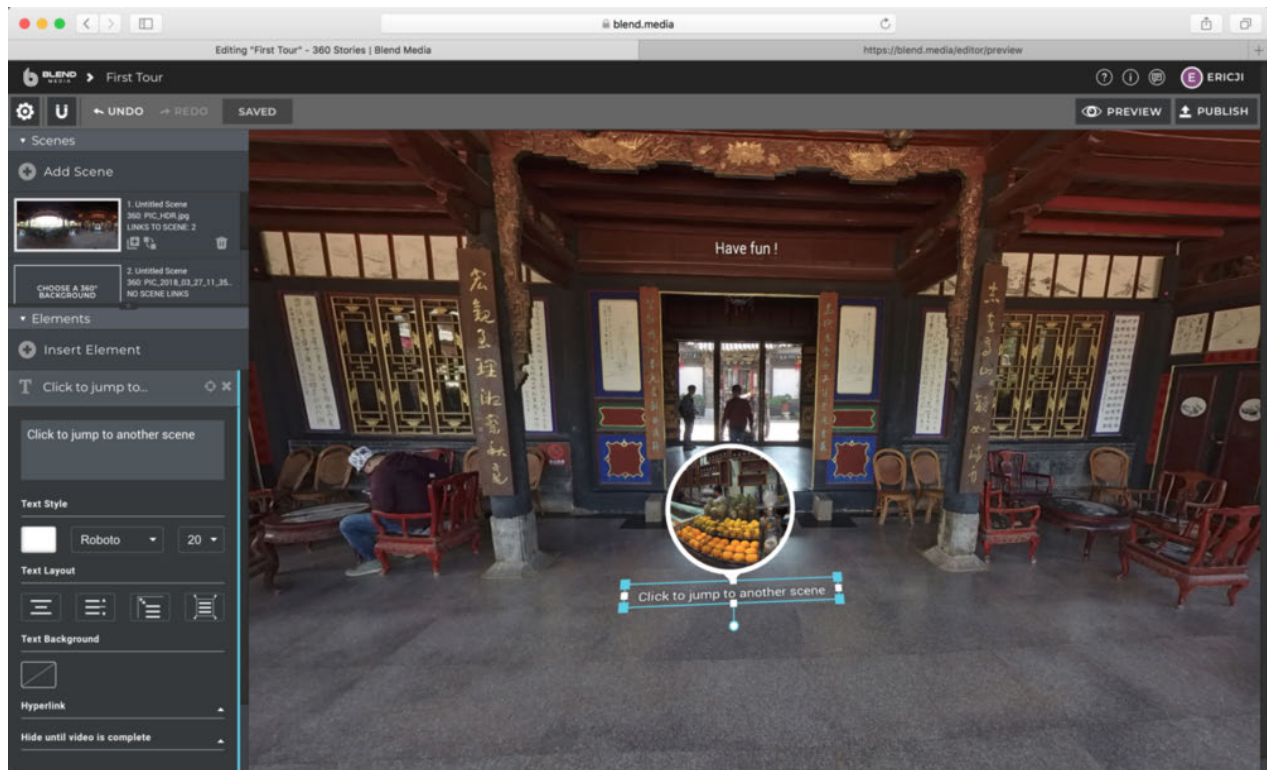 blend.media
Editing "First Tour" - 360 Stories | Blend Media
https://blend.media/editor/preview
BLEND MEDIA
First Tour
E ERICJI
UNDO
REDO
SAVED
PREVIEW
PUBLISH
Scenes
Add Scene
1. Untitled Scene
360: PIC_HDR.jpg
LINKS TO SCENE: 2
CHOOSE A 360°
BACKGROUND
2. Untitled Scene
360: PIC_2018_03_27_11_35...
NO SCENE LINKS
Elements
Insert Element
T Click to jump to...
Click to jump to another scene
Text Style
Roboto
20
Text Layout
Text Background
Hyperlink
Hide until video is complete
Have fun !
Click to jump to another scene